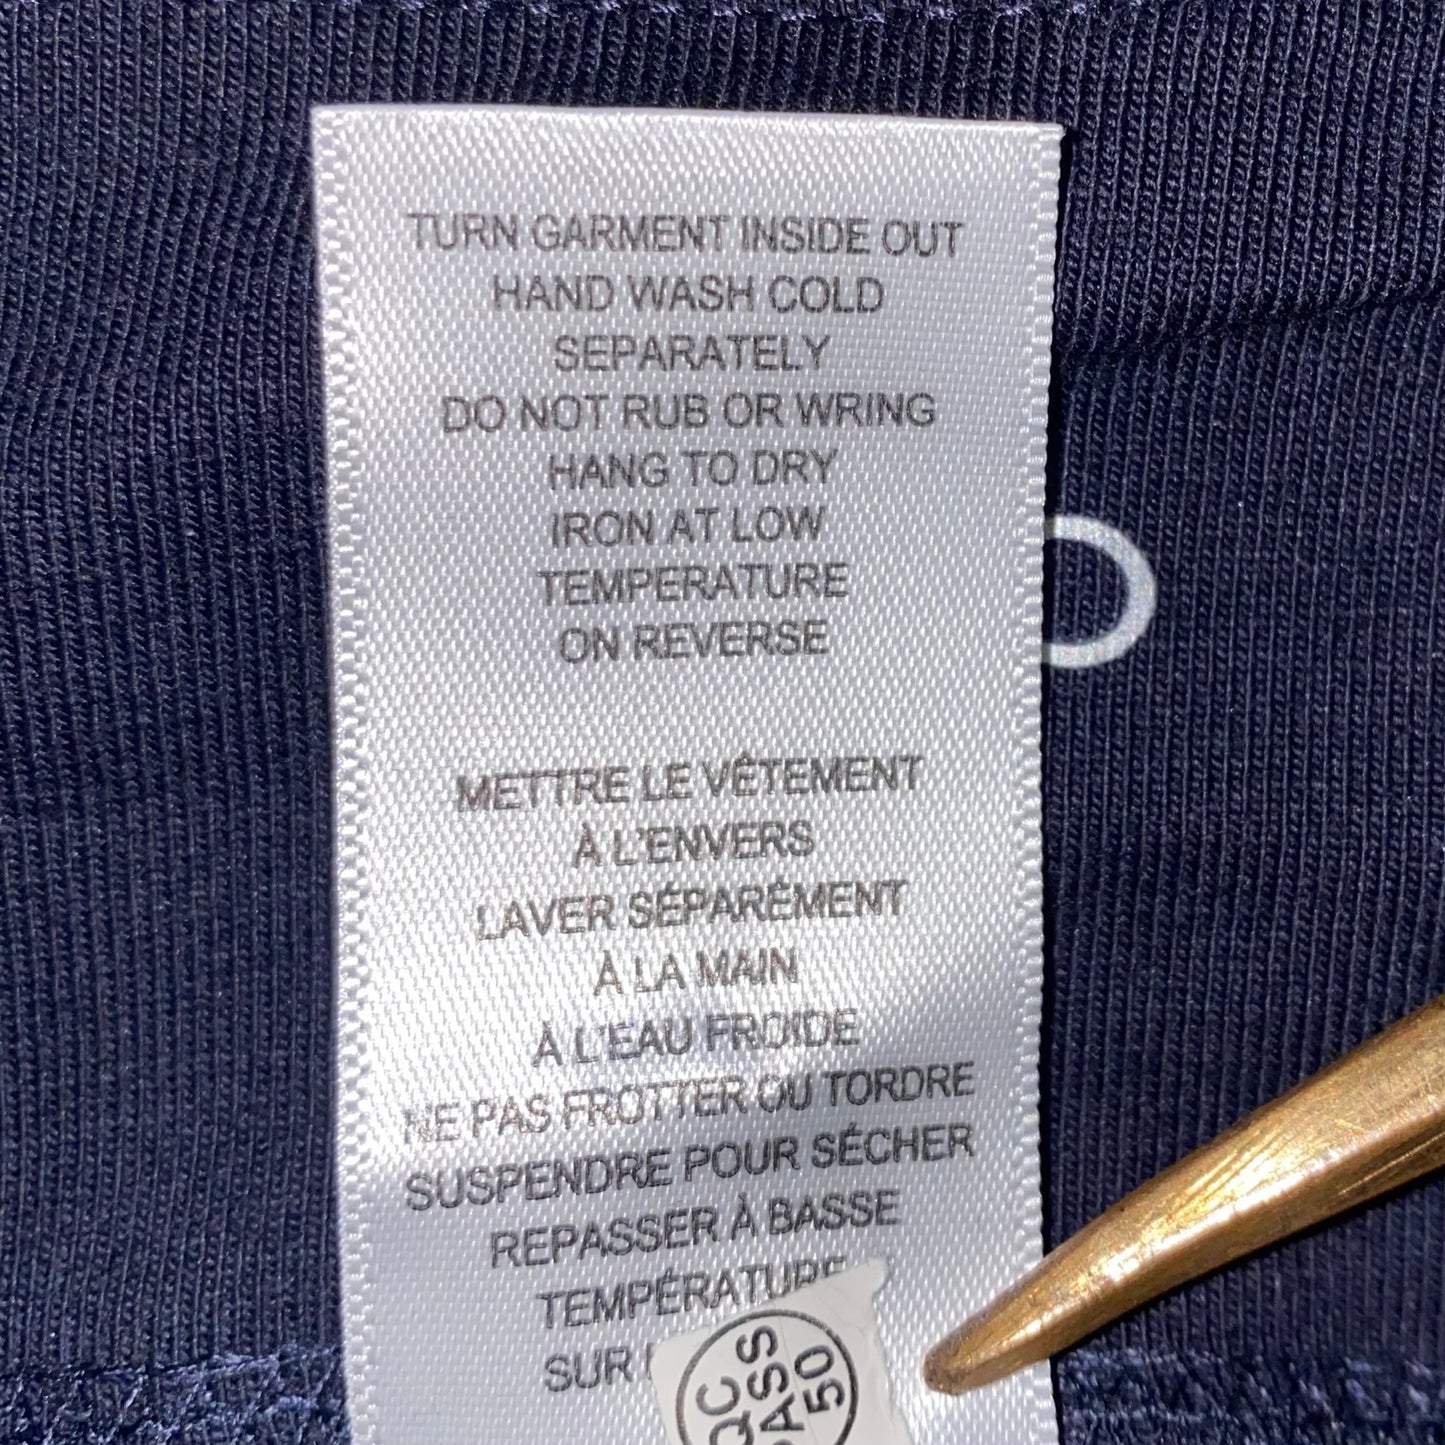 TURN GARMENT INSIDE OUT
HAND WASH COLD
SEPARATELY
DO NOT RUB OR WRING
HANG TO DRY
IRON AT LOW
TEMPERATURE
ON REVERSE
METTRE LE VÊTEMENT
À L'ENVERS
LAVER SÉPARÉMENT
À LA MAIN
À L'EAU FROIDE
NE PAS FROTTER OU TORDRE
SUSPENDRE POUR SÉCHER
REPASSER À BASSE
TEMPÉRATURE
SUR
QC
PASS
50